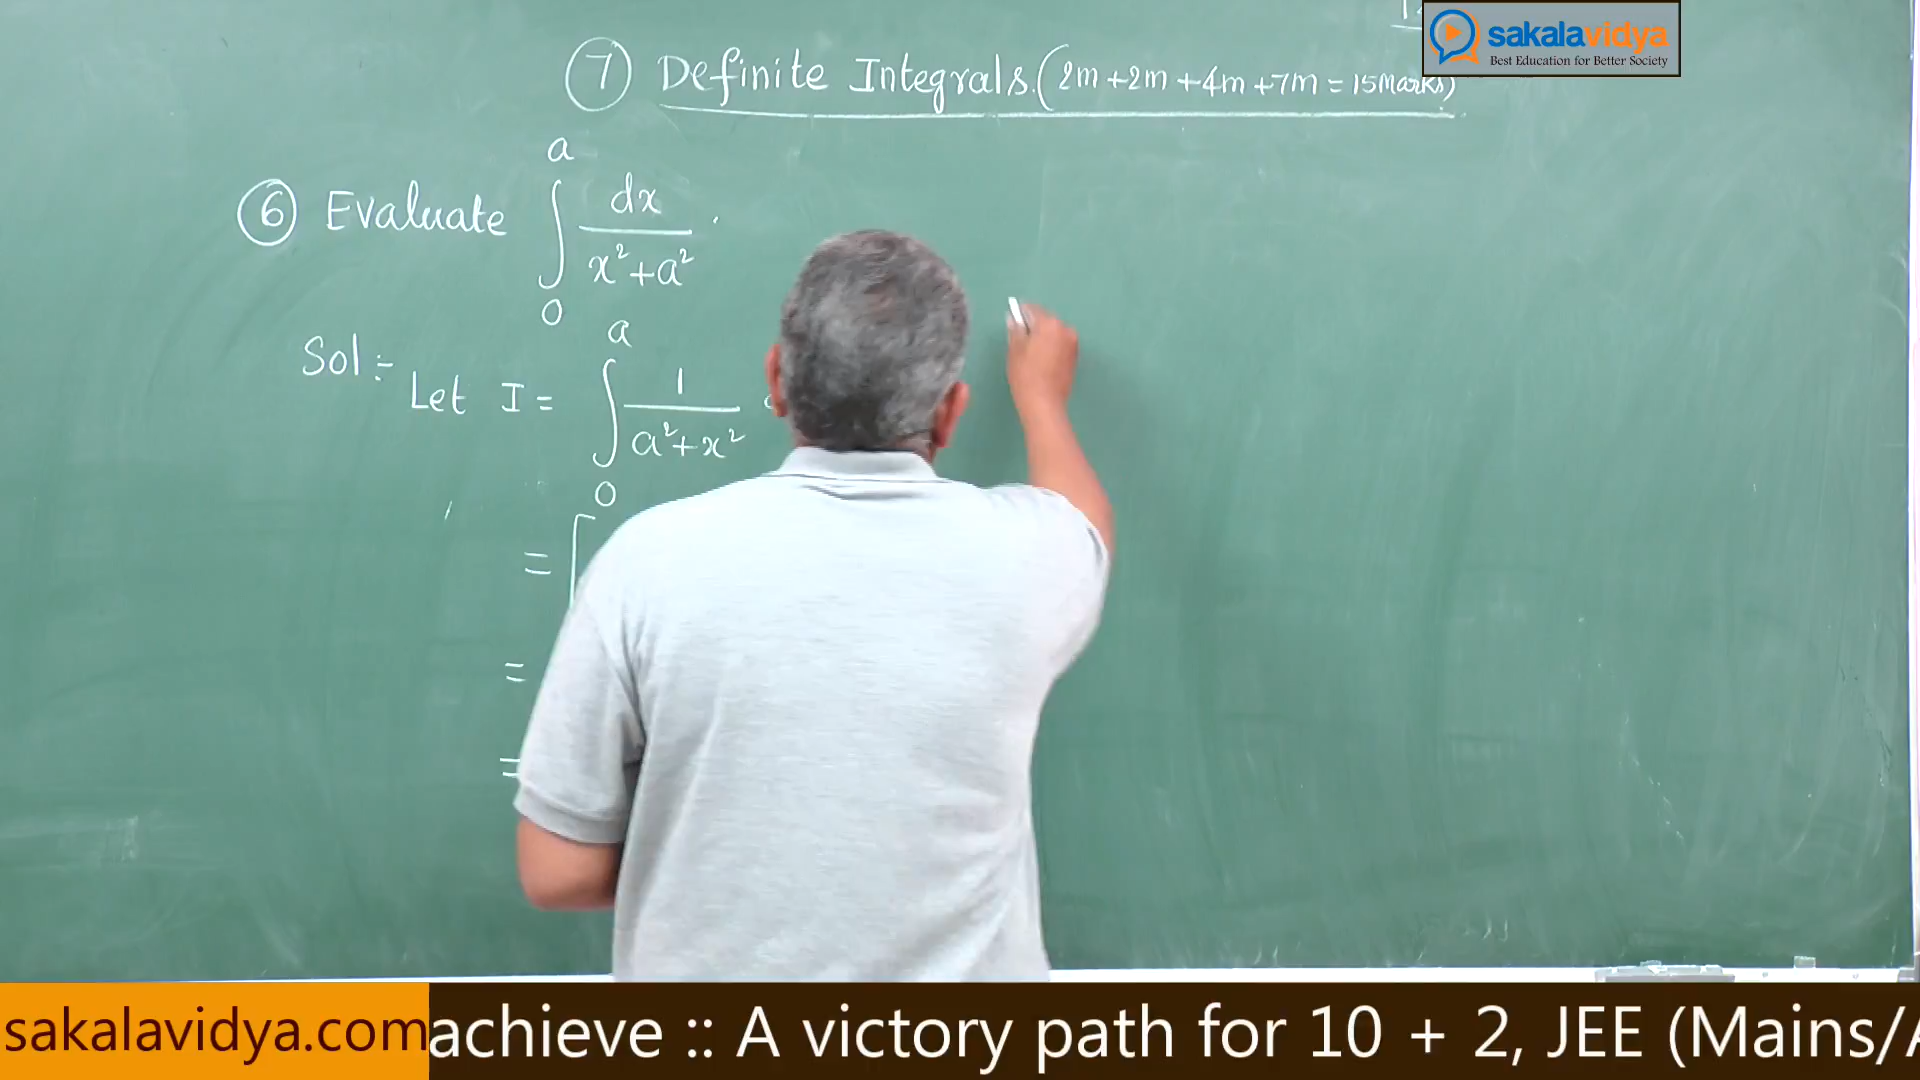 sakalavidya
Best Education for Better Society
⑦ Definite Integrals. (2m+2m+4m+7m=15Marks)
⑥ Evaluate ∫₀ᵃ dx / (x²+a²).
Sol:-
Let I = ∫₀ᵃ 1 / (a²+x²)
= [
=
=
sakalavidya.com achieve :: A victory path for 10 + 2, JEE (Mains/A